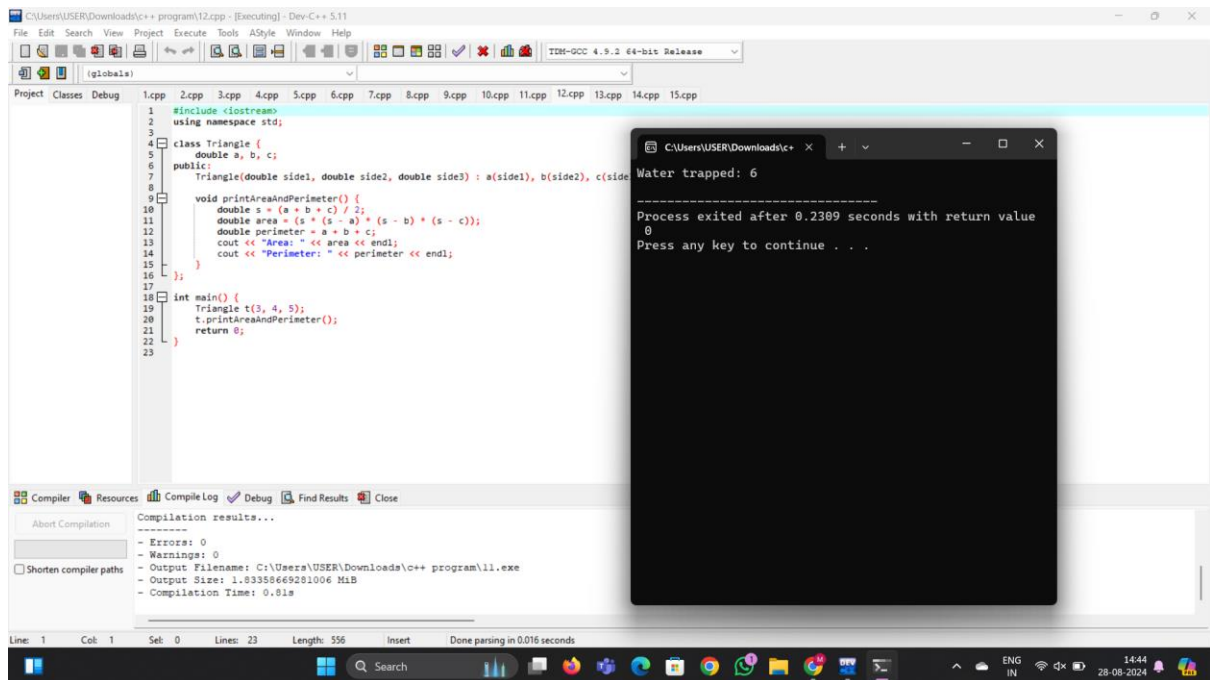 C:\Users\USER\Downloads\c++ program\12.cpp - [Executing] - Dev-C++ 5.11
File Edit Search View Project Execute Tools AStyle Window Help
TDM-GCC 4.9.2 64-bit Release
(globals)
Project Classes Debug
1.cpp 2.cpp 3.cpp 4.cpp 5.cpp 6.cpp 7.cpp 8.cpp 9.cpp 10.cpp 11.cpp 12.cpp 13.cpp 14.cpp 15.cpp
1 #include <iostream>
2 using namespace std;
3
4 class Triangle {
5 double a, b, c;
6 public:
7 Triangle(double side1, double side2, double side3) : a(side1), b(side2), c(side
8
9 void printAreaAndPerimeter() {
10 double s = (a + b + c) / 2;
11 double area = (s * (s - a) * (s - b) * (s - c));
12 double perimeter = a + b + c;
13 cout << "Area: " << area << endl;
14 cout << "Perimeter: " << perimeter << endl;
15 }
16 };
17
18 int main() {
19 Triangle t(3, 4, 5);
20 t.printAreaAndPerimeter();
21 return 0;
22 }
23
C:\Users\USER\Downloads\c+
Water trapped: 6
--------------------------------
Process exited after 0.2309 seconds with return value
0
Press any key to continue . . .
Compiler Resources Compile Log Debug Find Results Close
Abort Compilation
Shorten compiler paths
Compilation results...
--------
- Errors: 0
- Warnings: 0
- Output Filename: C:\Users\USER\Downloads\c++ program\11.exe
- Output Size: 1.83358669281006 MiB
- Compilation Time: 0.81s
Line: 1 Col: 1 Sel: 0 Lines: 23 Length: 556 Insert Done parsing in 0.016 seconds
Search
ENG
IN
14:44
28-08-2024